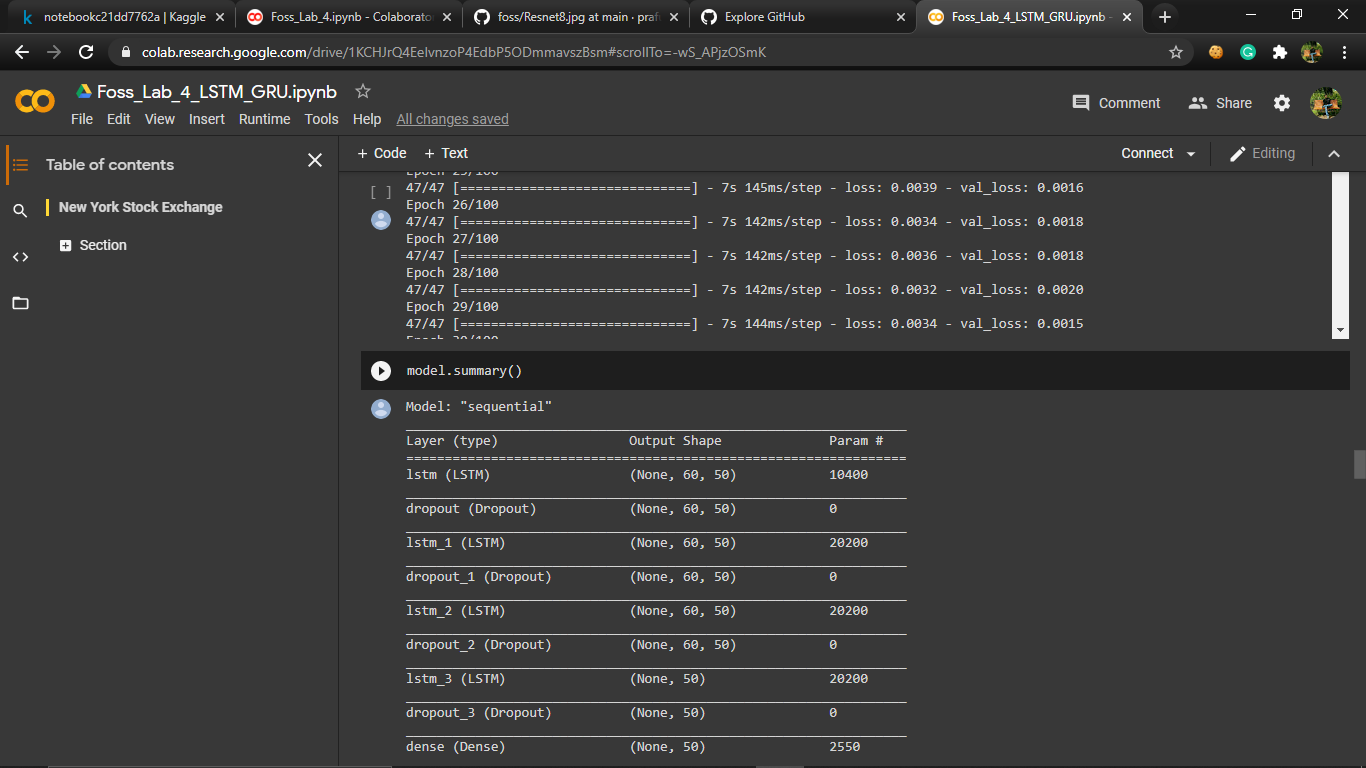 notebookc21dd7762a | Kaggle
Foss_Lab_4.ipynb - Colaborato
foss/Resnet8.jpg at main · praf
Explore GitHub
Foss_Lab_4_LSTM_GRU.ipynb -
colab.research.google.com/drive/1KCHJrQ4EelvnzoP4EdbP5ODmmavszBsm#scrollTo=-wS_APjzOSmK
Foss_Lab_4_LSTM_GRU.ipynb
Comment Share
File Edit View Insert Runtime Tools Help All changes saved
Table of contents
+ Code + Text
Connect Editing
New York Stock Exchange
Section
Epoch 25/100
[ ] 47/47 [==============================] - 7s 145ms/step - loss: 0.0039 - val_loss: 0.0016
Epoch 26/100
47/47 [==============================] - 7s 142ms/step - loss: 0.0034 - val_loss: 0.0018
Epoch 27/100
47/47 [==============================] - 7s 142ms/step - loss: 0.0036 - val_loss: 0.0018
Epoch 28/100
47/47 [==============================] - 7s 142ms/step - loss: 0.0032 - val_loss: 0.0020
Epoch 29/100
47/47 [==============================] - 7s 144ms/step - loss: 0.0034 - val_loss: 0.0015
Epoch 30/100
model.summary()
Model: "sequential"
Layer (type) Output Shape Param #
=================================================================
lstm (LSTM) (None, 60, 50) 10400
dropout (Dropout) (None, 60, 50) 0
lstm_1 (LSTM) (None, 60, 50) 20200
dropout_1 (Dropout) (None, 60, 50) 0
lstm_2 (LSTM) (None, 60, 50) 20200
dropout_2 (Dropout) (None, 60, 50) 0
lstm_3 (LSTM) (None, 50) 20200
dropout_3 (Dropout) (None, 50) 0
dense (Dense) (None, 50) 2550